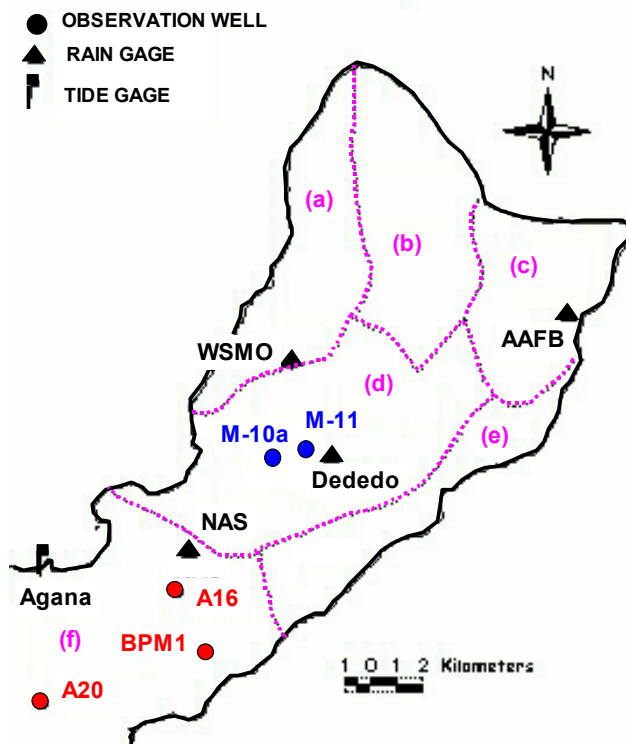 OBSERVATION WELL
RAIN GAGE
TIDE GAGE
N
(a)
(b)
(c)
AAFB
WSMO
(d)
M-11
M-10a
(e)
Dededo
NAS
Agana
A16
(f)
BPM1
A20
1 0 1 2 Kilometers